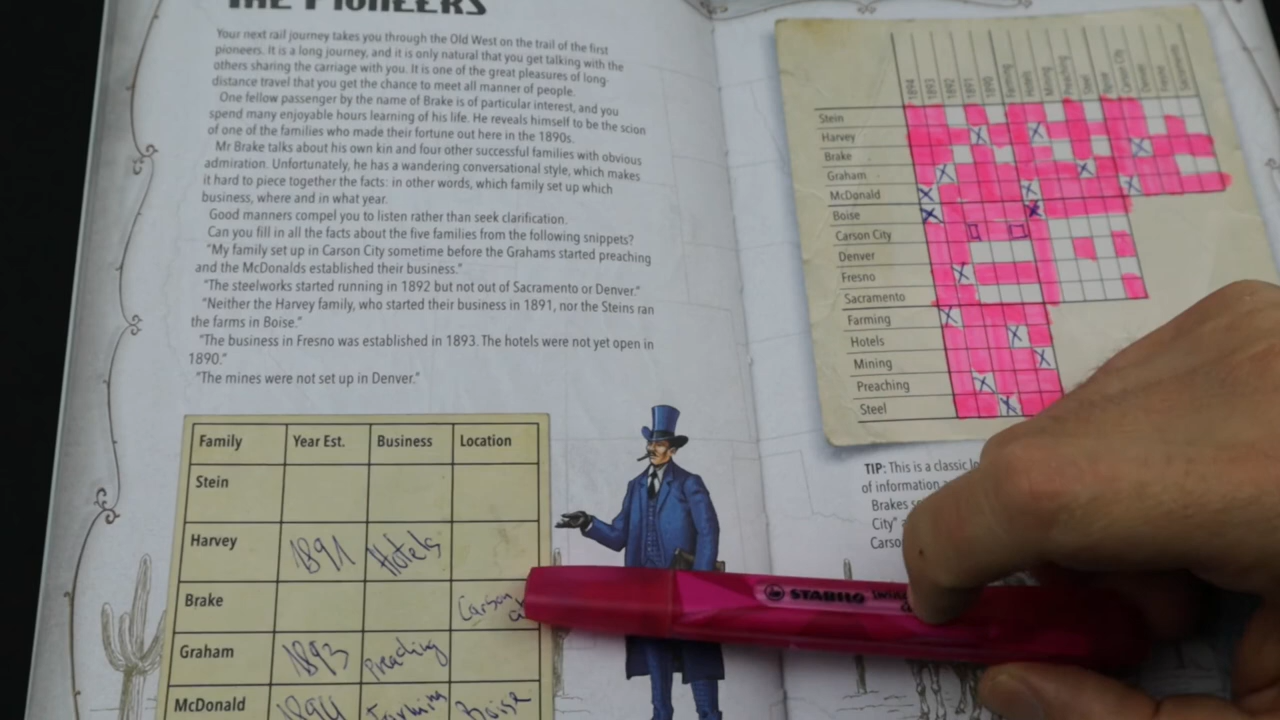 THE PIONEERS
Your next rail journey takes you through the Old West on the trail of the first
pioneers. It is a long journey, and it is only natural that you get talking with the
others sharing the carriage with you. It is one of the great pleasures of long-
distance travel that you get the chance to meet all manner of people.
One fellow passenger by the name of Brake is of particular interest, and you
spend many enjoyable hours learning of his life. He reveals himself to be the scion
of one of the families who made their fortune out here in the 1890s.
Mr Brake talks about his own kin and four other successful families with obvious
admiration. Unfortunately, he has a wandering conversational style, which makes
it hard to piece together the facts: in other words, which family set up which
business, where and in what year.
Good manners compel you to listen rather than seek clarification.
Can you fill in all the facts about the five families from the following snippets?
"My family set up in Carson City sometime before the Grahams started preaching
and the McDonalds established their business."
"The steelworks started running in 1892 but not out of Sacramento or Denver."
"Neither the Harvey family, who started their business in 1891, nor the Steins ran
the farms in Boise."
"The business in Fresno was established in 1893. The hotels were not yet open in
1890."
"The mines were not set up in Denver."
Family Year Est. Business Location
Stein
Harvey 1891 Hotels
Brake Carson
Graham 1893 Preaching
McDonald 1894 Farming Boise
1894 1893 1892 1891 1890 Farming Hotels Mining Preaching Steel Boise Carson City Denver Fresno Sacramento
Stein
Harvey
Brake
Graham
McDonald
Boise
Carson City
Denver
Fresno
Sacramento
Farming
Hotels
Mining
Preaching
Steel
TIP: This is a classic
of information
Brakes
City"
Carso
STABILO